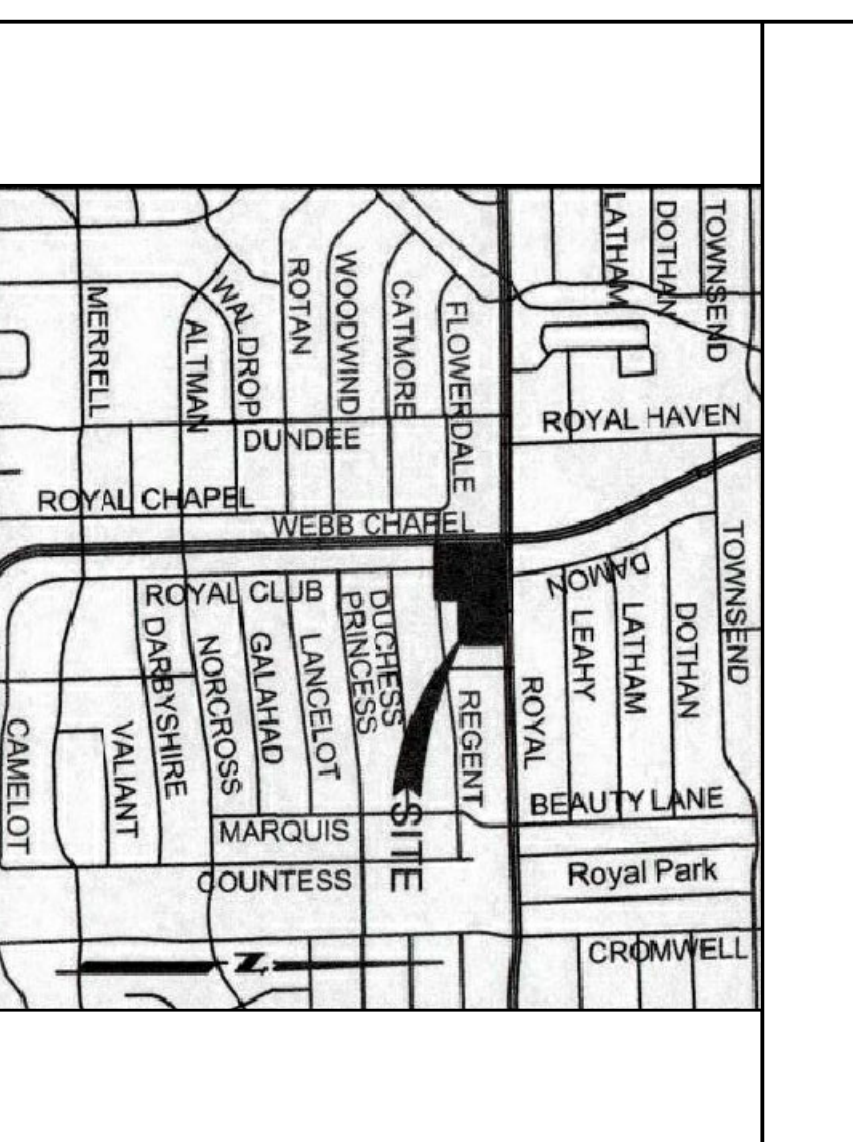 LATHAM
DOTHAN
TOWNSEND
MERRELL
ALTMAN
WALDROP
ROTAN
WOODWIND
CATMORE
FLOWERDALE
ROYAL HAVEN
DUNDEE
ROYAL CHAPEL
WEBB CHAPEL
DAMON
TOWNSEND
ROYAL CLUB
DARBYSHIRE
NORCROSS
GALAHAD
LANCELOT
PRINCESS
DUCHESS
REGENT
ROYAL
LEAHY
LATHAM
DOTHAN
CAMELOT
VALIANT
BEAUTY LANE
MARQUIS
SITE
COUNTESS
Royal Park
CROMWELL
N